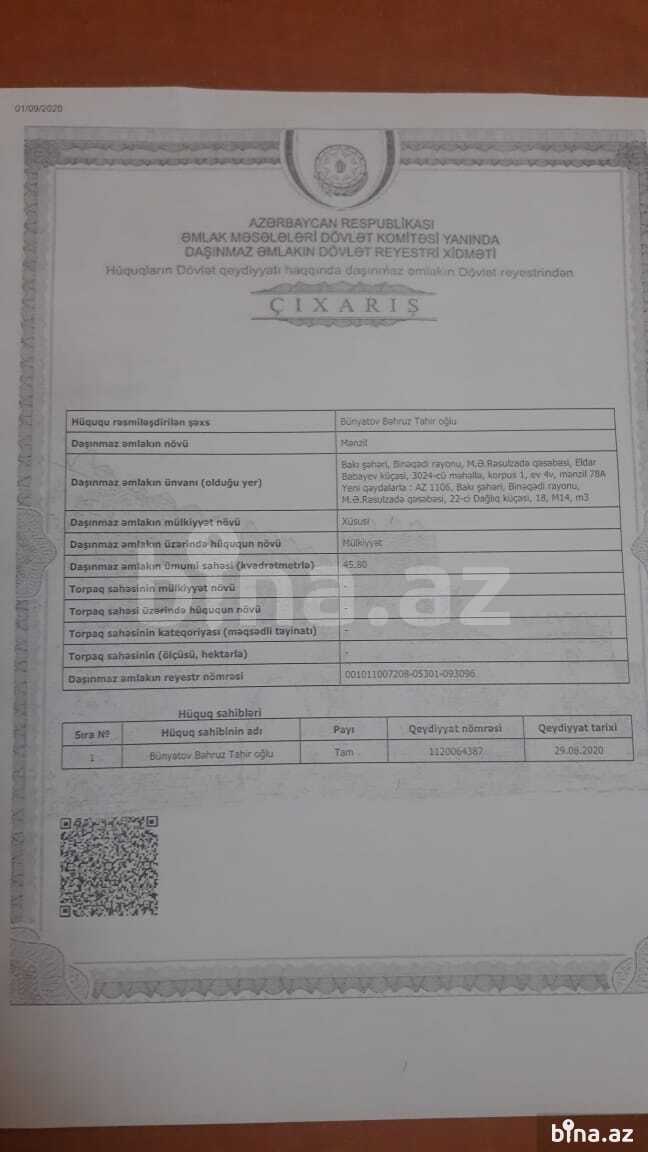 01/09/2020
AZƏRBAYCAN RESPUBLİKASI
ƏMLAK MƏSƏLƏLƏRİ DÖVLƏT KOMİTƏSİ YANINDA
DAŞINMAZ ƏMLAKIN DÖVLƏT REYESTRİ XİDMƏTİ
Hüquqların Dövlət qeydiyyatı haqqında daşınmaz əmlakın Dövlət reyestrindən
ÇIXARIŞ
Hüququ rəsmiləşdirilən şəxs Bünyatov Bəhruz Tahir oğlu
Daşınmaz əmlakın növü Mənzil
Daşınmaz əmlakın ünvanı (olduğu yer) Bakı şəhəri, Binəqədi rayonu, M.Ə.Rəsulzadə qəsəbəsi, Eldar
Babayev küçəsi, 3024-cü məhəllə, korpus 1, ev 4v, mənzil 78A
Yeni qaydalarla : AZ 1106, Bakı şəhəri, Binəqədi rayonu,
M.Ə.Rəsulzadə qəsəbəsi, 22-ci Dağlıq küçəsi, 18, M14, m3
Daşınmaz əmlakın mülkiyyət növü Xüsusi
Daşınmaz əmlakın üzərində hüququn növü Mülkiyyət
Daşınmaz əmlakın ümumi sahəsi (kvadratmetrlə) 45.80
Torpaq sahəsinin mülkiyyət növü -
Torpaq sahəsi üzərində hüququn növü -
Torpaq sahəsinin kateqoriyası (məqsədli təyinatı) -
Torpaq sahəsinin (ölçüsü, hektarla) -
Daşınmaz əmlakın reyestr nömrəsi 001011007208-05301-093096
Hüquq sahibləri
Sıra № Hüquq sahibinin adı Payı Qeydiyyat nömrəsi Qeydiyyat tarixi
1 Bünyatov Bəhruz Tahir oğlu Tam 1120064387 29.08.2020
bina.az
bina.az